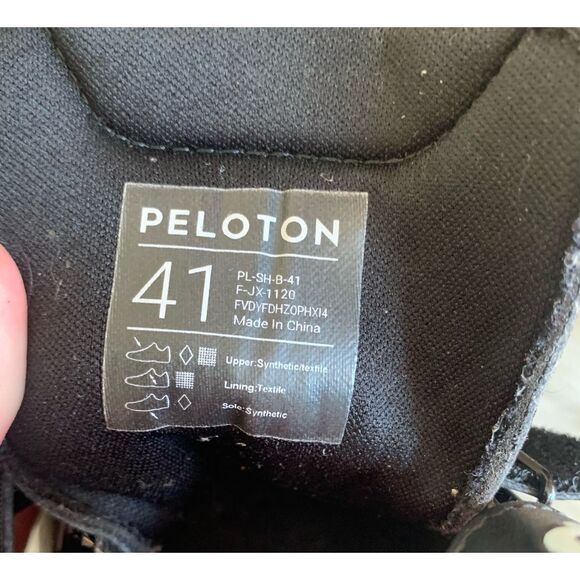 PELOTON
41
PL-SH-B-41
F-JX-1120
FVDYFDHZOPHXI4
Made In China
Upper:Synthetic/textile
Lining:Textile
Sole:Synthetic